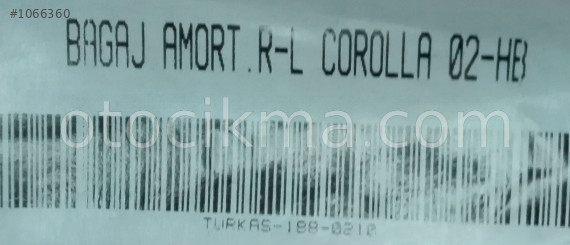 #1066360
BAGAJ AMORT.R-L COROLLA 02-HB
otocikma.com
TURKAS-188-0210